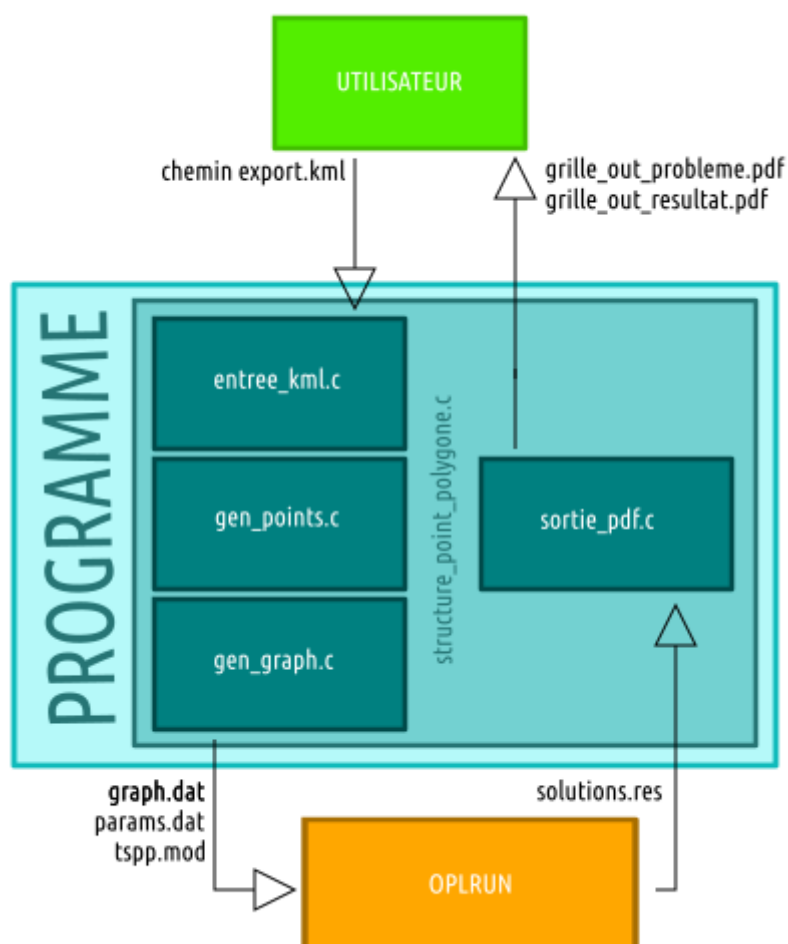 UTILISATEUR
chemin export.kml
grille_out_probleme.pdf
grille_out_resultat.pdf
PROGRAMME
entree_kml.c
gen_points.c
gen_graph.c
structure_point_polygone.c
sortie_pdf.c
graph.dat
params.dat
tspp.mod
solutions.res
OPLRUN